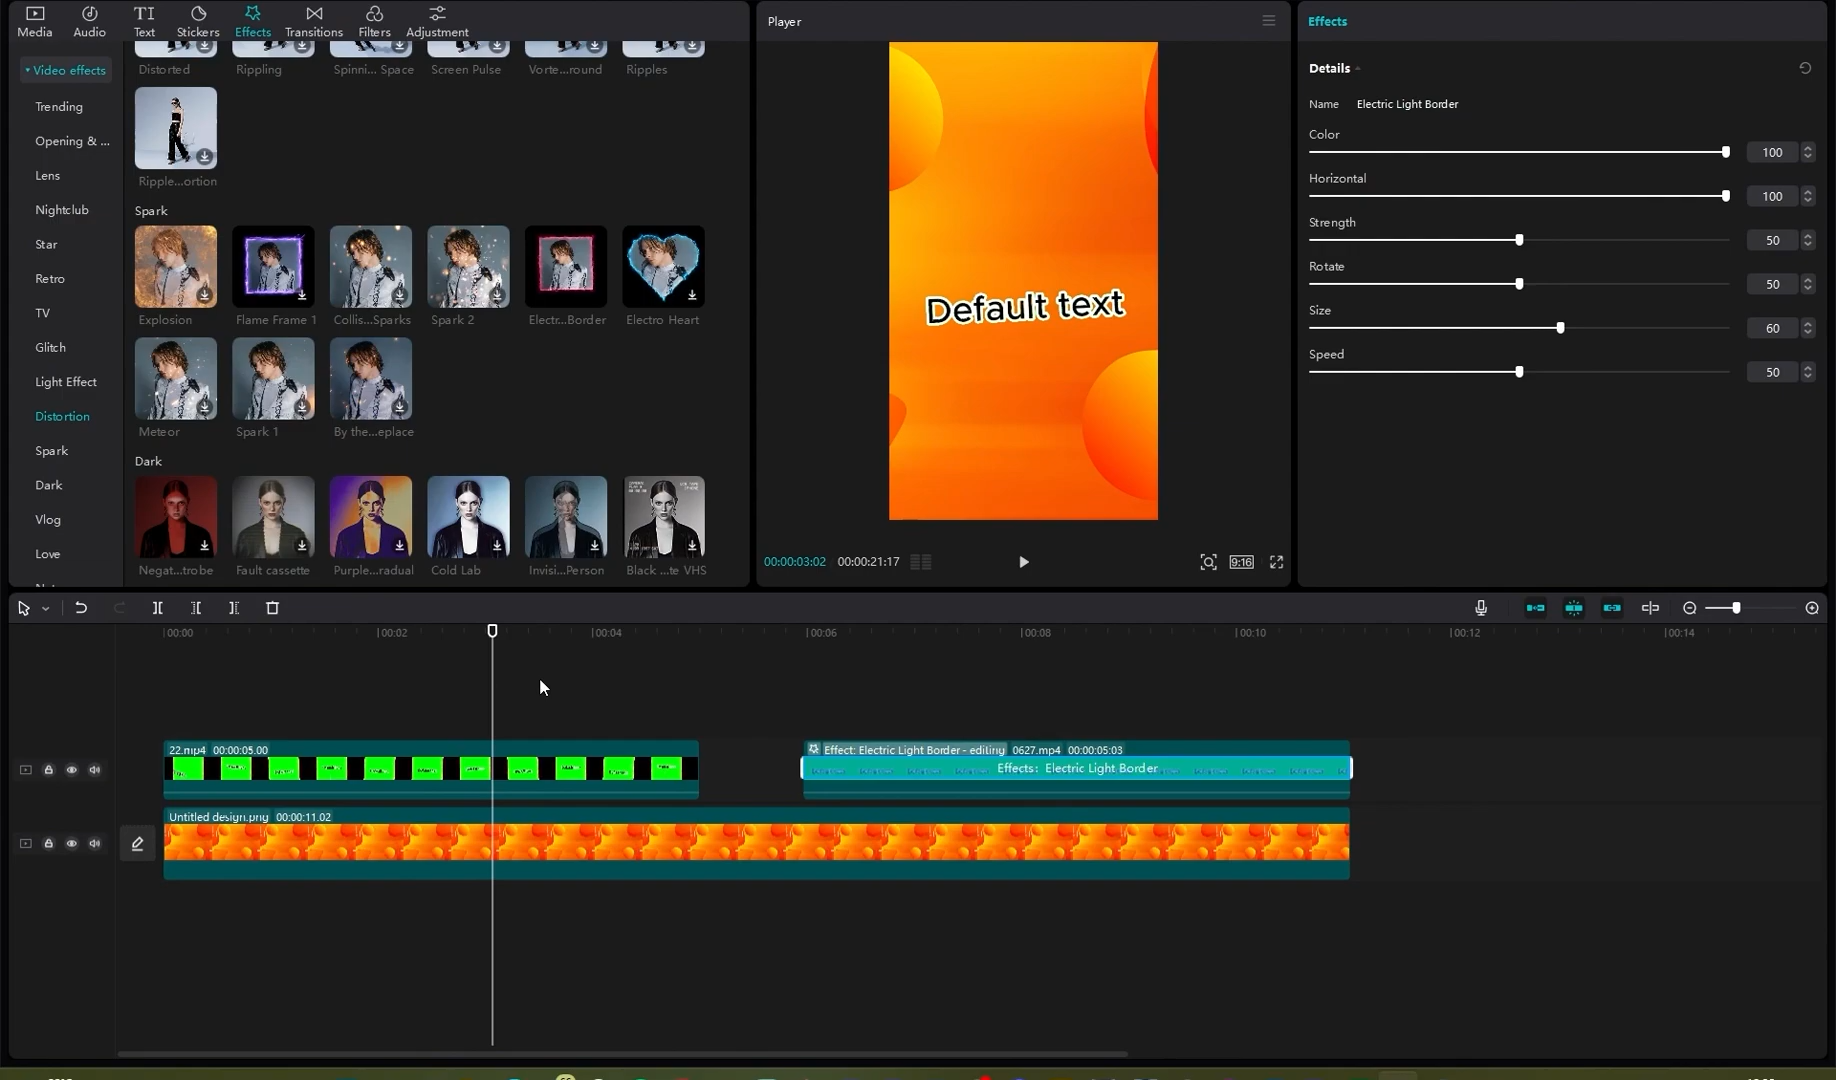 Media Audio Text Stickers Effects Transitions Filters Adjustment
Video effects
Trending
Opening & ...
Lens
Nightclub
Star
Retro
TV
Glitch
Light Effect
Distortion
Spark
Dark
Vlog
Love
Distorted Rippling Spinni... Space Screen Pulse Vorte...round Ripples
Ripple...ortion
Spark
Explosion Flame Frame 1 Collis...Sparks Spark 2 Electr...Border Electro Heart
Meteor Spark 1 By the...eplace
Dark
Negat...trobe Fault cassette Purple...radual Cold Lab Invisi...Person Black ...te VHS
Player
Default text
00:00:03:02 00:00:21:17
9:16
Effects
Details
Name Electric Light Border
Color
100
Horizontal
100
Strength
50
Rotate
50
Size
60
Speed
50
00:00 00:02 00:04 00:06 00:08 00:10 00:12 00:14
22.mp4 00:00:05.00
Effect: Electric Light Border - editing 0627.mp4 00:00:05:03
Effects: Electric Light Border
Untitled design.png 00:00:11.02